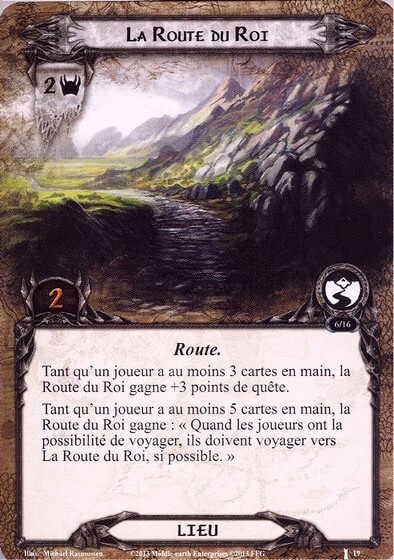 La Route du Roi
2
2
6/16
Route.
Tant qu'un joueur a au moins 3 cartes en main, la
Route du Roi gagne +3 points de quête.
Tant qu'un joueur a au moins 5 cartes en main, la
Route du Roi gagne : « Quand les joueurs ont la
possibilité de voyager, ils doivent voyager vers
La Route du Roi, si possible. »
LIEU
Illus. Michael Rasmussen
©2013 Middle-earth Enterprises ©2013 FFG
19